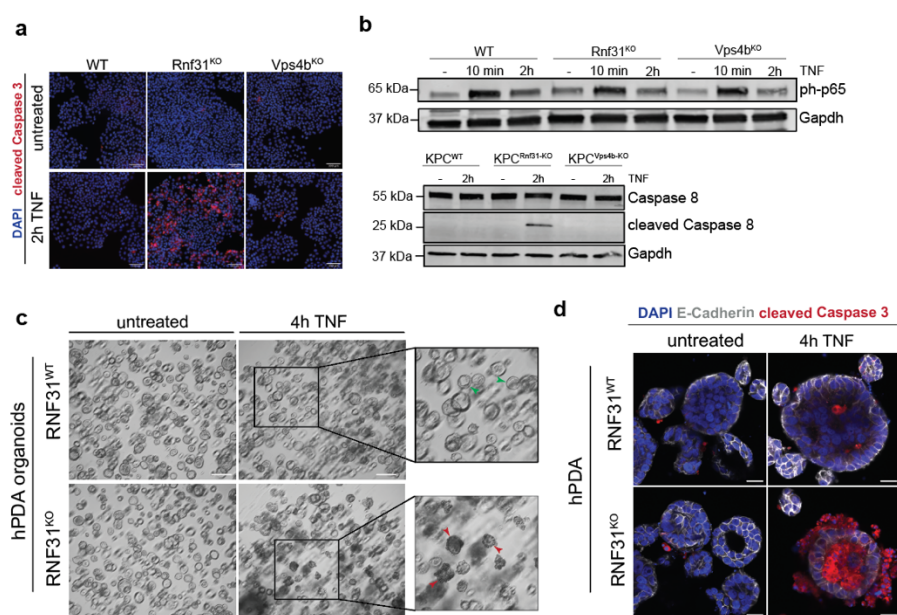 a
WT Rnf31KO Vps4bKO
DAPI cleaved Caspase 3
untreated
2h TNF
b
WT Rnf31KO Vps4bKO
- 10 min 2h - 10 min 2h - 10 min 2h TNF
65 kDa ph-p65
37 kDa Gapdh
KPCWT KPCRnf31-KO KPCVps4b-KO
- 2h - 2h - 2h TNF
55 kDa Caspase 8
25 kDa cleaved Caspase 8
37 kDa Gapdh
c
untreated 4h TNF
hPDA organoids
RNF31WT
RNF31KO
d
DAPI E-Cadherin cleaved Caspase 3
untreated 4h TNF
hPDA
RNF31WT
RNF31KO